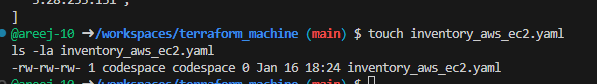 ]
@areej-10 ➜/workspaces/terraform_machine (main) $ touch inventory_aws_ec2.yaml
ls -la inventory_aws_ec2.yaml
-rw-rw-rw- 1 codespace codespace 0 Jan 16 18:24 inventory_aws_ec2.yaml
@areej-10 ➜/workspaces/terraform_machine (main) $